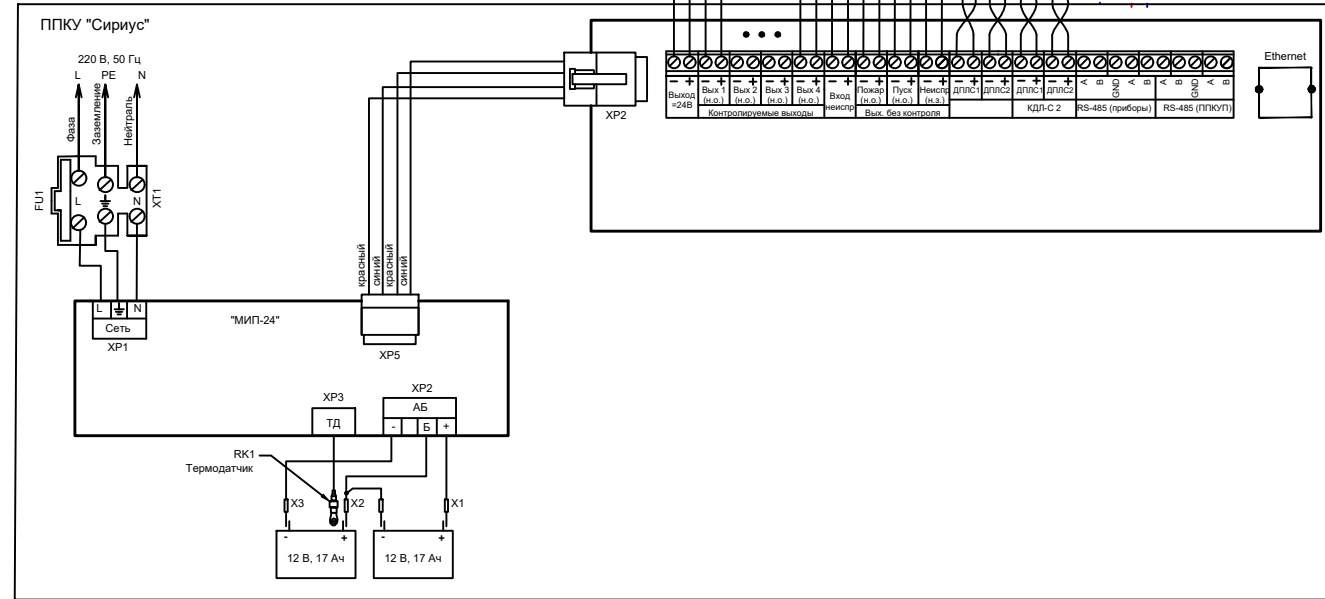 ППКУ "Сириус"
220 В, 50 Гц
L PE N
Фаза
Заземление
Нейтраль
FU1
L
N
XT1
L N
Сеть
XP1
"МИП-24"
красный
синий
красный
синий
XP5
XP2
• • •
Ethernet
- + - + - + - + - + - + - + - + - + - + - + - + - + A B GND A B A B GND A B
Выход =24В
Вых 1 (н.о.)
Вых 2 (н.о.)
Вых 3 (н.о.)
Вых 4 (н.о.)
Контролируемые выходы
Вход неиспр
Пожар (н.о.)
Пуск (н.о.)
Неиспр (н.з.)
Вых. без контроля
ДПЛС1 ДПЛС2 ДПЛС1 ДПЛС2
КДЛ-С 2
RS-485 (приборы)
RS-485 (ППКУП)
XP3
ТД
XP2
АБ
- Б +
RK1
Термодатчик
X3
X2
X1
- +
12 В, 17 Ач
- +
12 В, 17 Ач